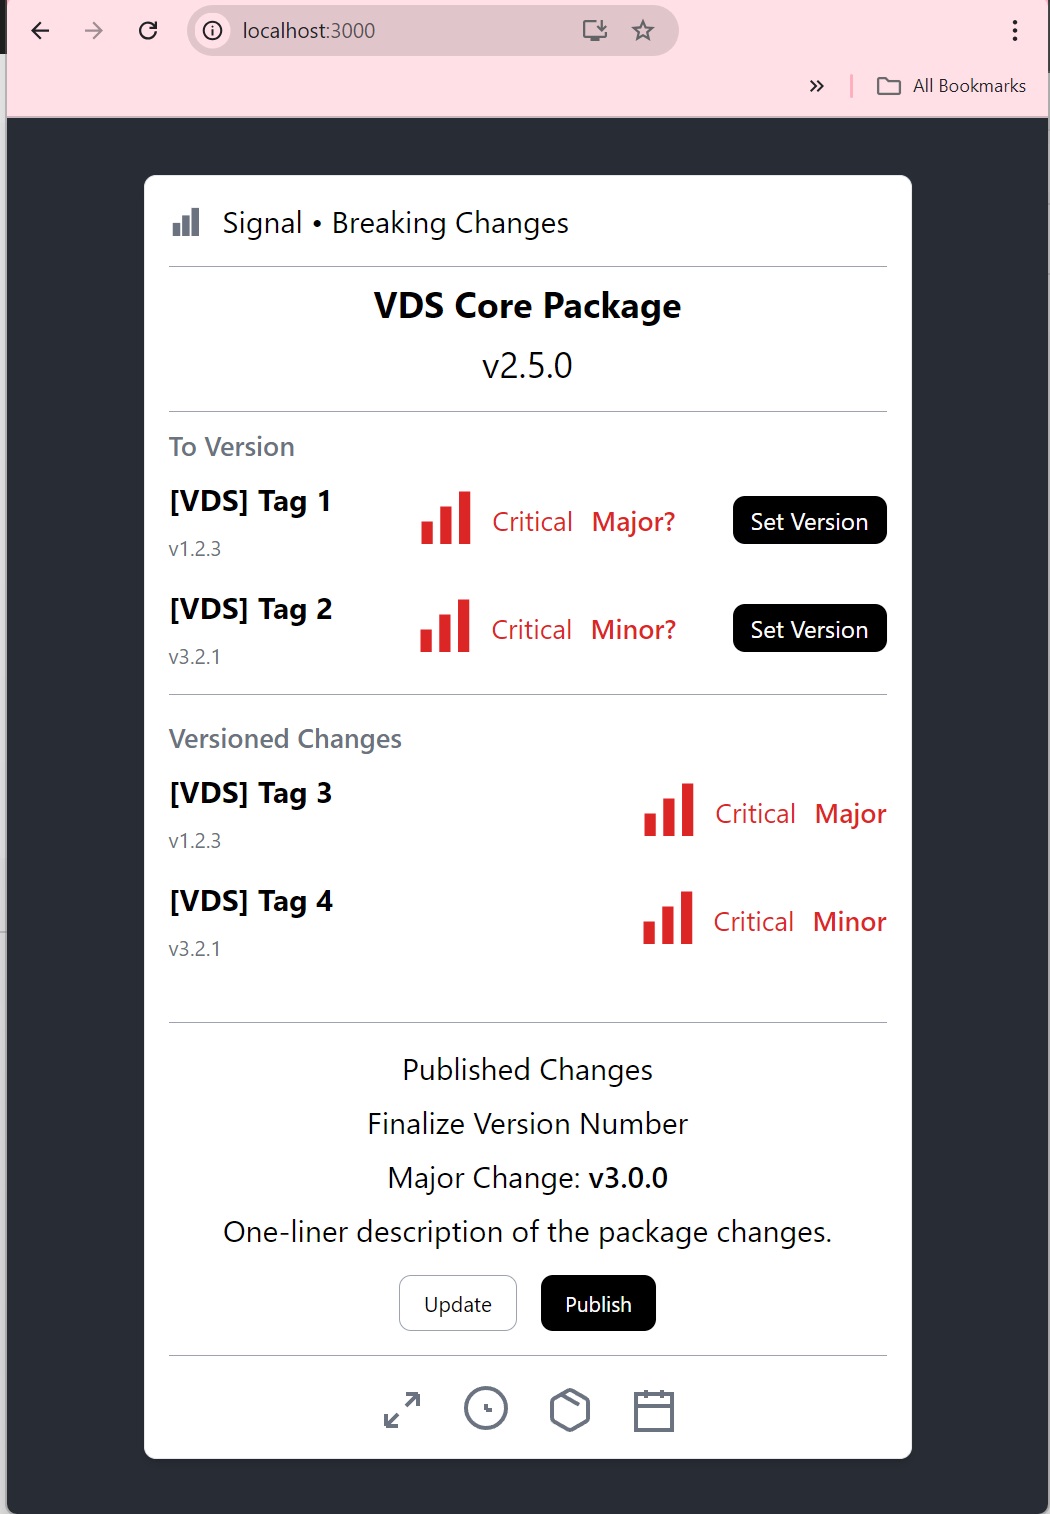 localhost:3000
All Bookmarks
Signal • Breaking Changes
VDS Core Package
v2.5.0
To Version
[VDS] Tag 1
v1.2.3
Critical Major?
Set Version
[VDS] Tag 2
v3.2.1
Critical Minor?
Set Version
Versioned Changes
[VDS] Tag 3
v1.2.3
Critical Major
[VDS] Tag 4
v3.2.1
Critical Minor
Published Changes
Finalize Version Number
Major Change: v3.0.0
One-liner description of the package changes.
Update
Publish